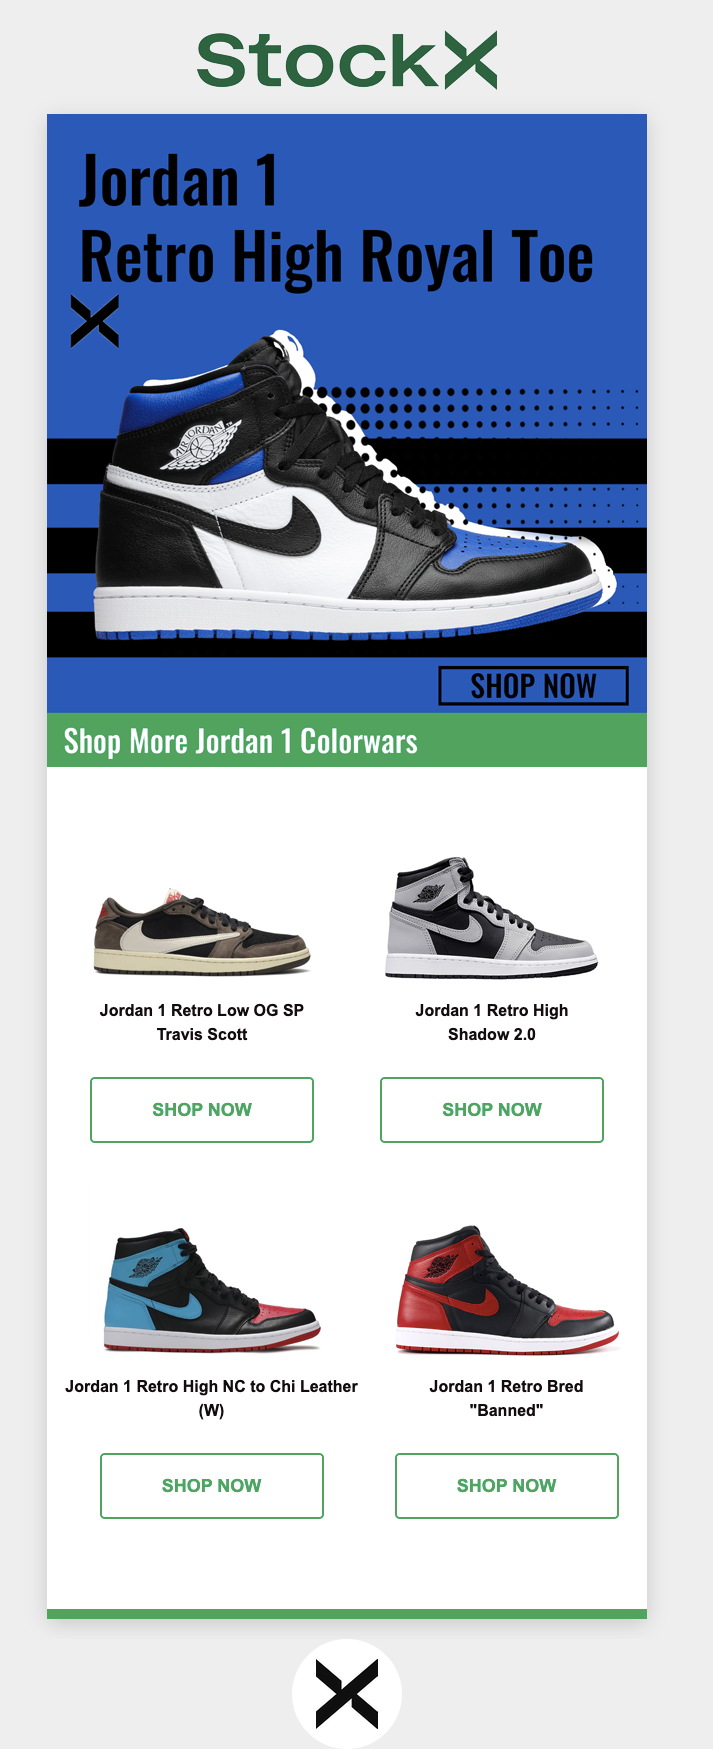 StockX
Jordan 1
Retro High Royal Toe
AIR JORDAN
SHOP NOW
Shop More Jordan 1 Colorwars
Jordan 1 Retro Low OG SP
Travis Scott
Jordan 1 Retro High
Shadow 2.0
SHOP NOW
SHOP NOW
Jordan 1 Retro High NC to Chi Leather
(W)
Jordan 1 Retro Bred
"Banned"
SHOP NOW
SHOP NOW